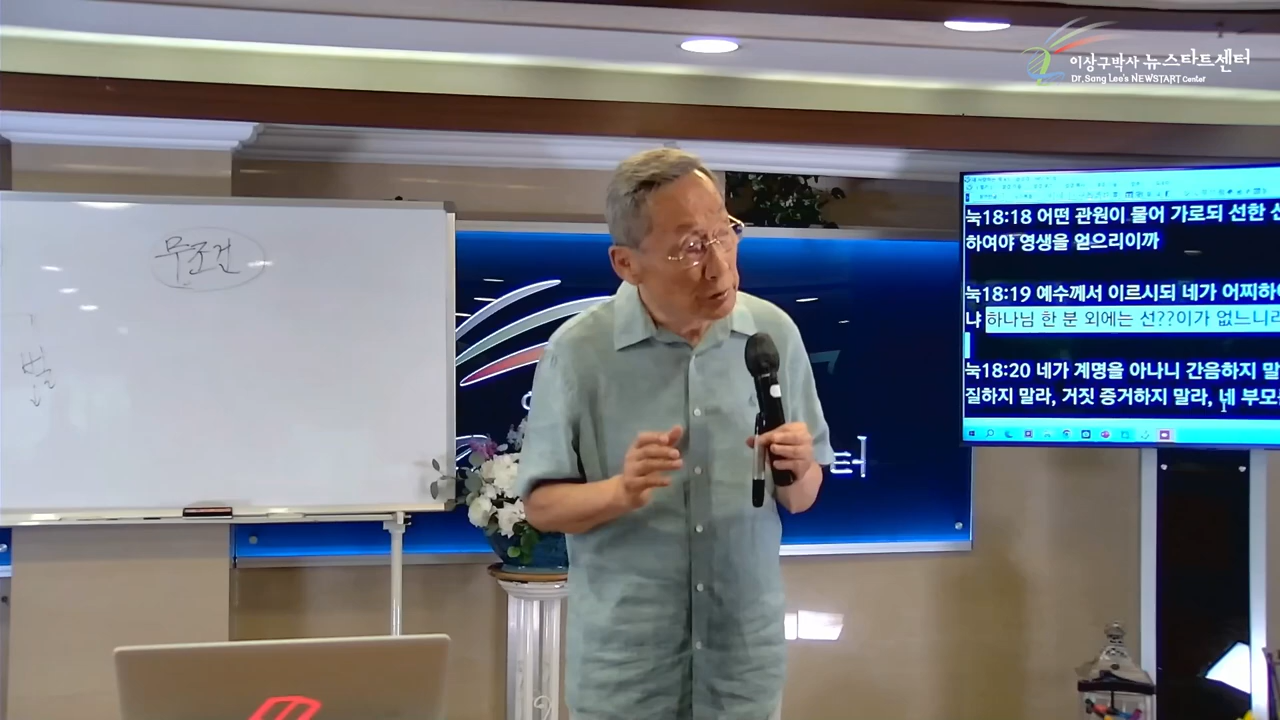 이상구박사 뉴스타트센터
Dr. Sang Lee's NEWSTART Center
무조건
벌
눅18:18 어떤 관원이 물어 가로되 선한
하여야 영생을 얻으리이까
눅18:19 예수께서 이르시되 네가 어찌하
냐 하나님 한 분 외에는 선??이가 없느니라
눅18:20 네가 계명을 아나니 간음하지 말
질하지 말라, 거짓 증거하지 말라, 네 부모
터